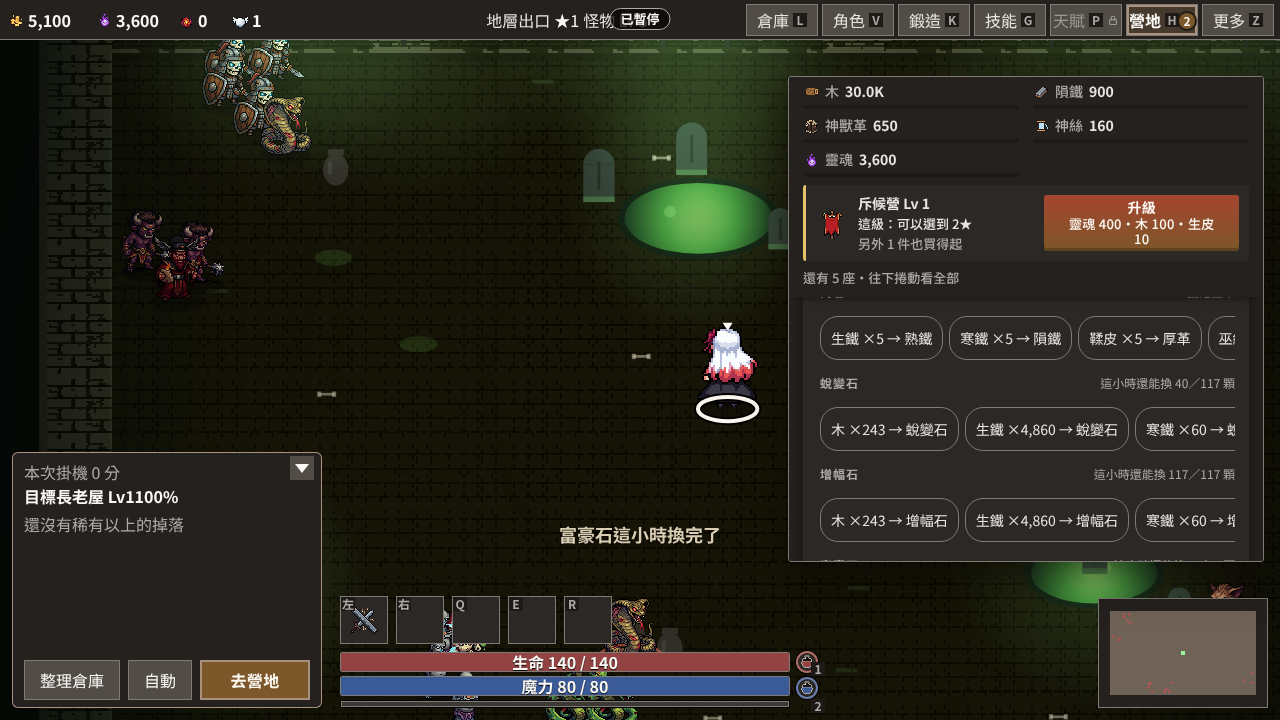 5,100 3,600 0 1
地層出口 ★1 怪物
已暫停
倉庫 L
角色 V
鍛造 K
技能 G
天賦 P
營地 H 2
更多 Z
木 30.0K
隕鐵 900
神獸革 650
神絲 160
靈魂 3,600
斥候營 Lv 1
這級：可以選到 2★
另外 1 件也買得起
升級
靈魂 400・木 100・生皮
10
還有 5 座・往下捲動看全部
生鐵 ×5 → 熟鐵
寒鐵 ×5 → 隕鐵
鞣皮 ×5 → 厚革
蛻變石
這小時還能換 40／117 顆
木 ×243 → 蛻變石
生鐵 ×4,860 → 蛻變石
寒鐵 ×60 →
增幅石
這小時還能換 117／117 顆
木 ×243 → 增幅石
生鐵 ×4,860 → 增幅石
寒鐵 ×60 →
富豪石這小時換完了
本次掛機 0 分
目標長老屋 Lv1100%
還沒有稀有以上的掉落
整理倉庫
自動
去營地
左
右
Q
E
R
生命 140 / 140
1
魔力 80 / 80
2